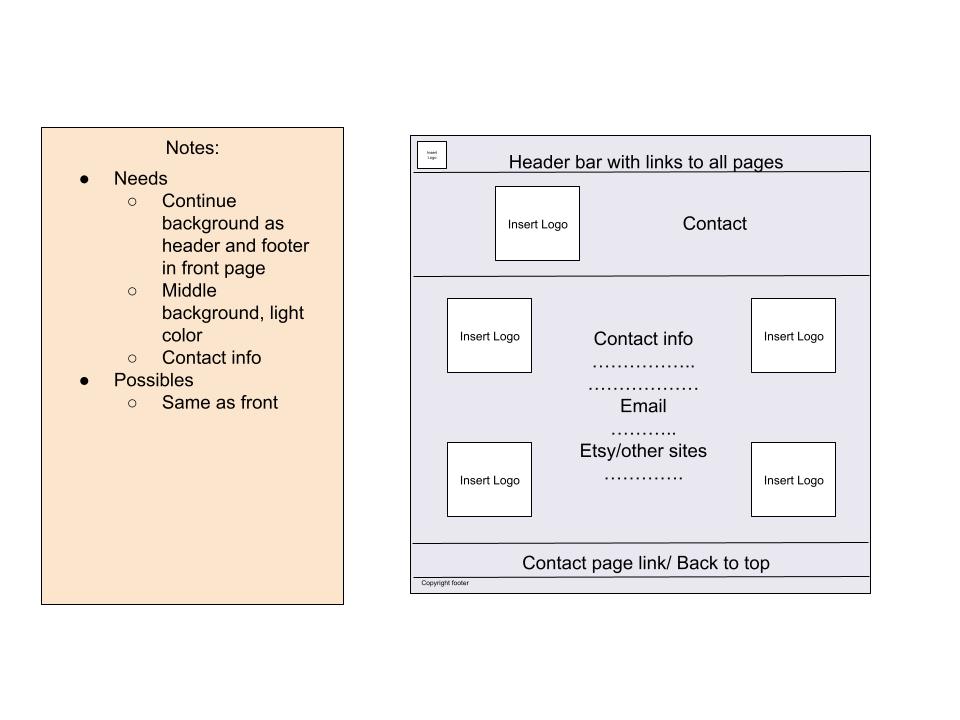 Notes:
● Needs
○ Continue
background as
header and footer
in front page
○ Middle
background, light
color
○ Contact info
● Possibles
○ Same as front
Insert
Logo
Header bar with links to all pages
Insert Logo
Contact
Insert Logo
Insert Logo
Contact info
……………..
………………
Email
………..
Etsy/other sites
………….
Insert Logo
Insert Logo
Contact page link/ Back to top
Copyright footer